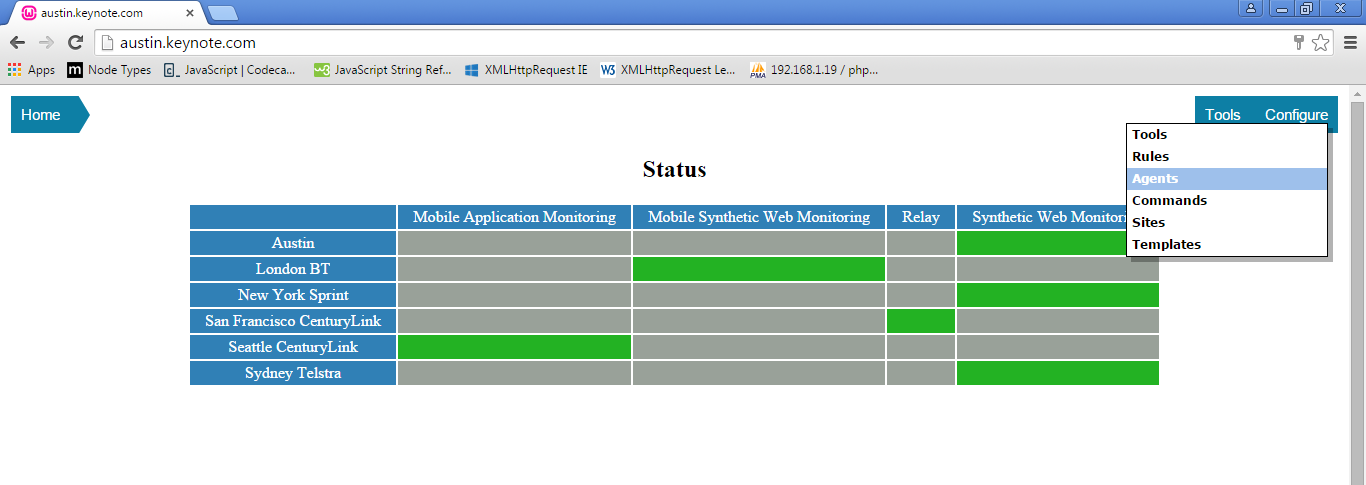 austin.keynote.com
austin.keynote.com
Apps Node Types JavaScript | Codeca... JavaScript String Ref... XMLHttpRequest IE XMLHttpRequest Le... 192.168.1.19 / php...
Home Tools Configure
Tools
Rules
Agents
Commands
Sites
Templates
Status
Mobile Application Monitoring Mobile Synthetic Web Monitoring Relay Synthetic Web Monitori
Austin
London BT
New York Sprint
San Francisco CenturyLink
Seattle CenturyLink
Sydney Telstra